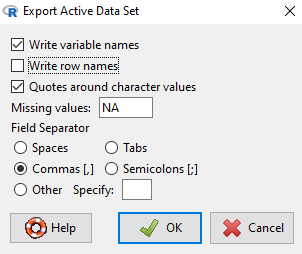 Export Active Data Set
Write variable names
Write row names
Quotes around character values
Missing values: NA
Field Separator
Spaces Tabs
Commas [,] Semicolons [;]
Other Specify:
Help OK Cancel